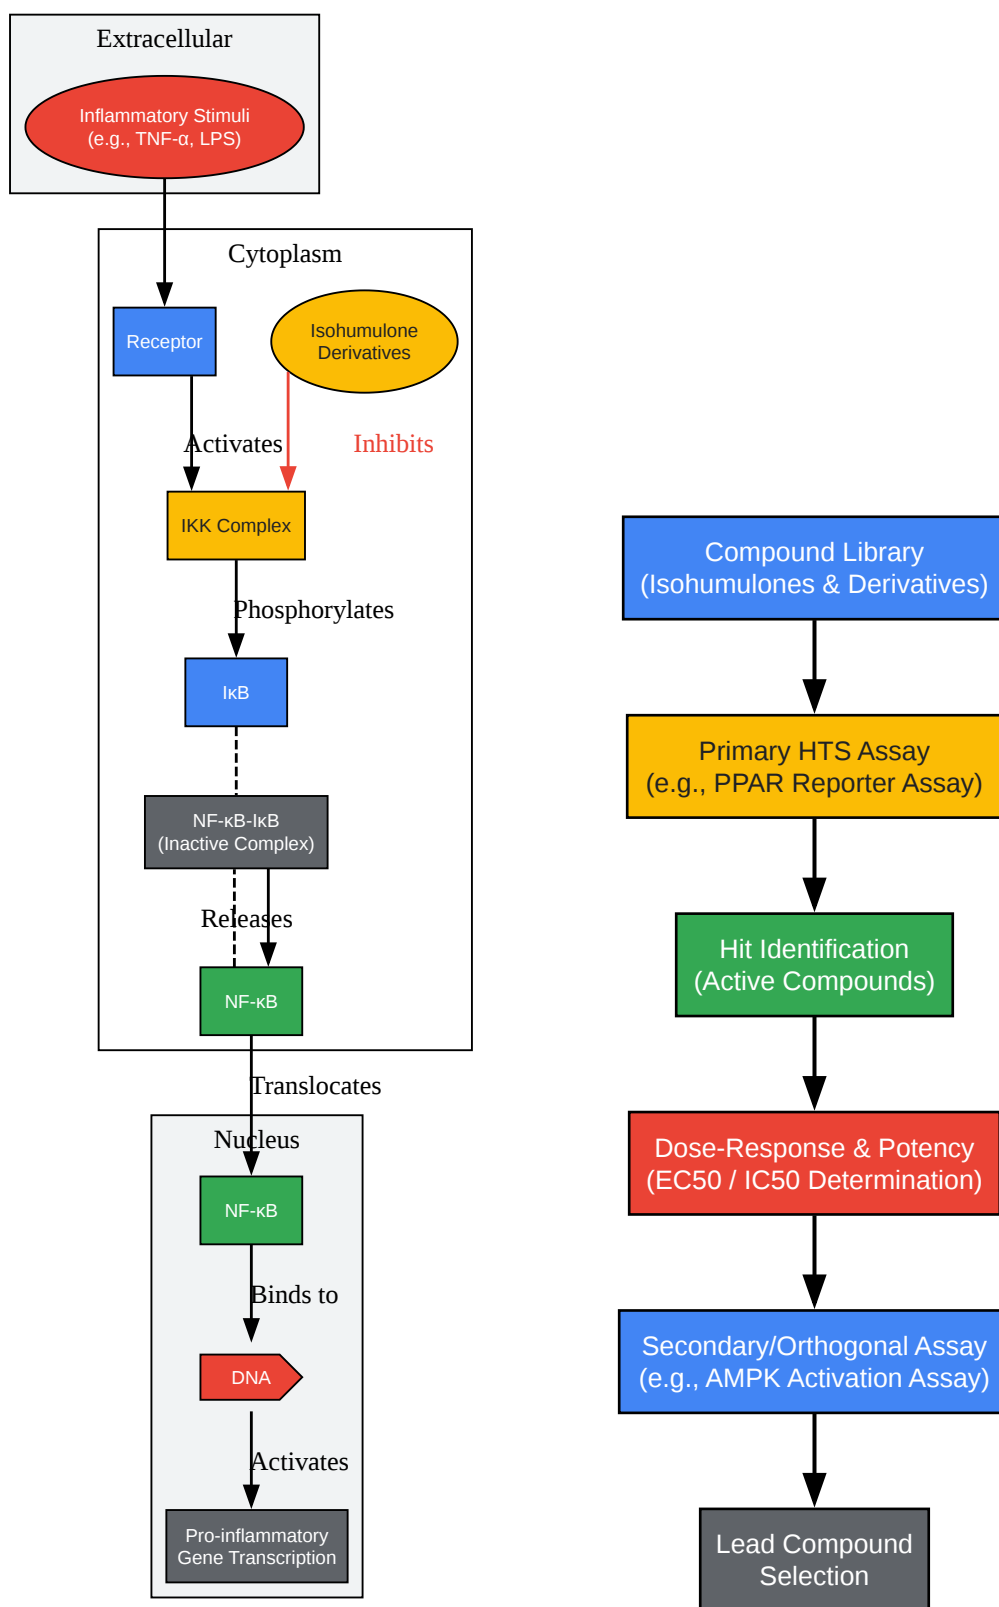 Extracellular
Inflammatory Stimuli
(e.g., TNF-α, LPS)
Cytoplasm
Receptor
Isohumulone
Derivatives
Activates
Inhibits
IKK Complex
Phosphorylates
IκB
NF-κB-IκB
(Inactive Complex)
Releases
NF-κB
Translocates
Nucleus
NF-κB
Binds to
DNA
Activates
Pro-inflammatory
Gene Transcription
Compound Library
(Isohumulones & Derivatives)
Primary HTS Assay
(e.g., PPAR Reporter Assay)
Hit Identification
(Active Compounds)
Dose-Response & Potency
(EC50 / IC50 Determination)
Secondary/Orthogonal Assay
(e.g., AMPK Activation Assay)
Lead Compound
Selection